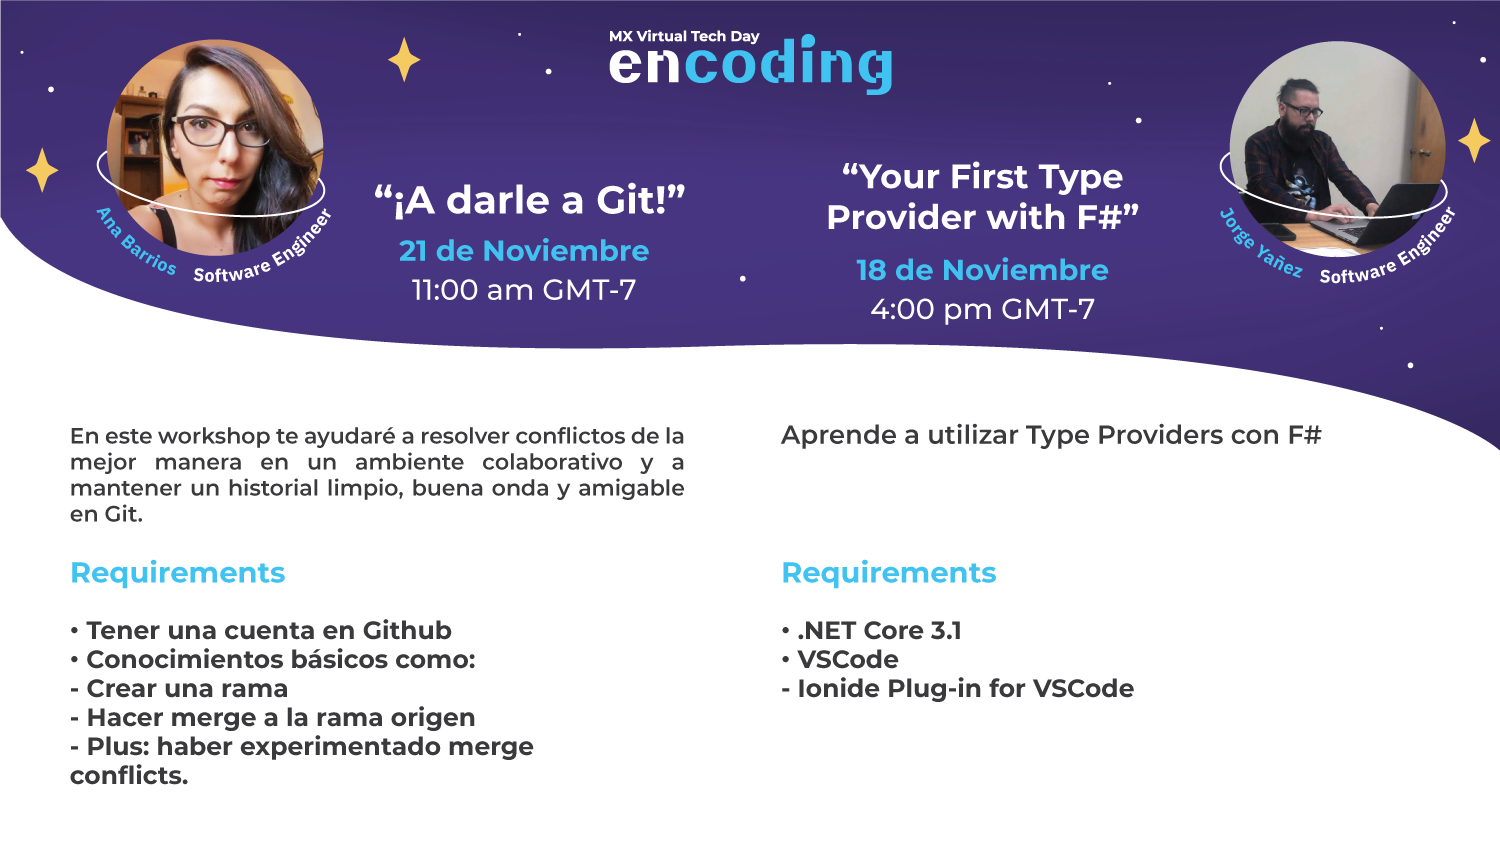 MX Virtual Tech Day
encoding
Ana Barrios Software Engineer
“¡A darle a Git!”
21 de Noviembre
11:00 am GMT-7
“Your First Type
Provider with F#”
18 de Noviembre
4:00 pm GMT-7
Jorge Yañez Software Engineer
En este workshop te ayudaré a resolver conflictos de la
mejor manera en un ambiente colaborativo y a
mantener un historial limpio, buena onda y amigable
en Git.
Requirements
• Tener una cuenta en Github
• Conocimientos básicos como:
- Crear una rama
- Hacer merge a la rama origen
- Plus: haber experimentado merge
conflicts.
Aprende a utilizar Type Providers con F#
Requirements
• .NET Core 3.1
• VSCode
- Ionide Plug-in for VSCode